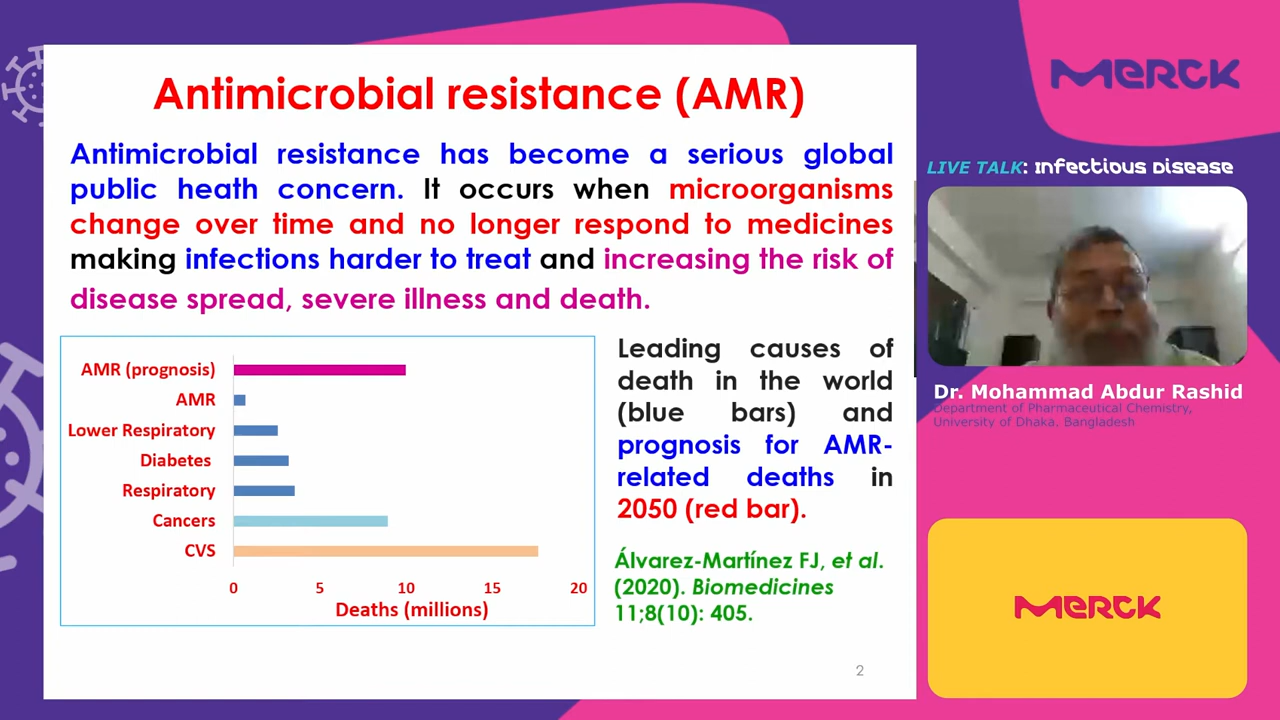 Antimicrobial resistance (AMR)
Antimicrobial resistance has become a serious global
public heath concern. It occurs when microorganisms
change over time and no longer respond to medicines
making infections harder to treat and increasing the risk of
disease spread, severe illness and death.
AMR (prognosis)
AMR
Lower Respiratory
Diabetes
Respiratory
Cancers
CVS
0 5 10 15 20
Deaths (millions)
Leading causes of
death in the world
(blue bars) and
prognosis for AMR-
related deaths in
2050 (red bar).
Álvarez-Martínez FJ, et al.
(2020). Biomedicines
11;8(10): 405.
2
MERCK
LIVE TALK: Infectious Disease
Dr. Mohammad Abdur Rashid
Department of Pharmaceutical Chemistry,
University of Dhaka, Bangladesh
MERCK